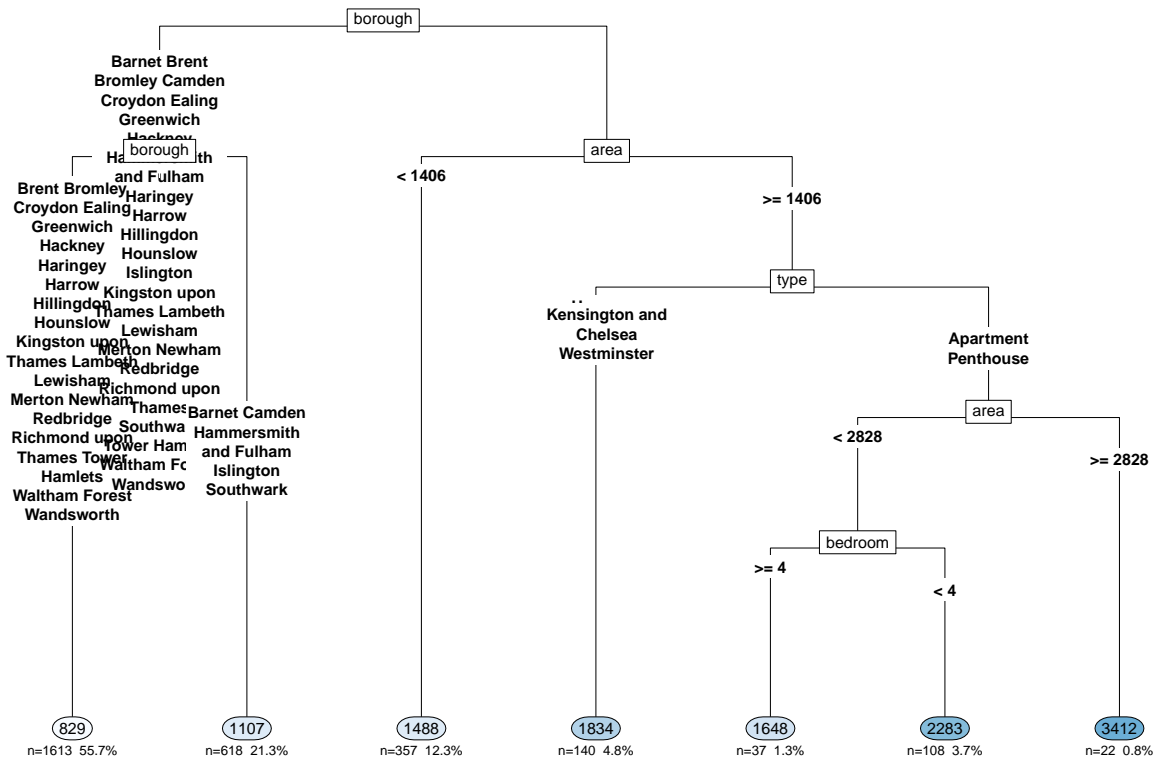 borough
Barnet Brent
Bromley Camden
Croydon Ealing
Greenwich
Hackney
borough
and Fulham
Haringey
Harrow
Hillingdon
Hounslow
Islington
Kingston upon
Thames Lambeth
Lewisham
Merton Newham
Redbridge
Richmond upon
Thames
Brent Bromley
Croydon Ealing
Greenwich
Hackney
Haringey
Harrow
Hillingdon
Hounslow
Kingston upon
Thames Lambeth
Lewisham
Merton Newham
Redbridge
Richmond upon
Thames Tower
Hamlets
Waltham Forest
Wandsworth
Barnet Camden
Hammersmith
and Fulham
Islington
Southwark
area
< 1406
>= 1406
type
Kensington and
Chelsea
Westminster
Apartment
Penthouse
area
< 2828
>= 2828
bedroom
>= 4
< 4
829
n=1613 55.7%
1107
n=618 21.3%
1488
n=357 12.3%
1834
n=140 4.8%
1648
n=37 1.3%
2283
n=108 3.7%
3412
n=22 0.8%